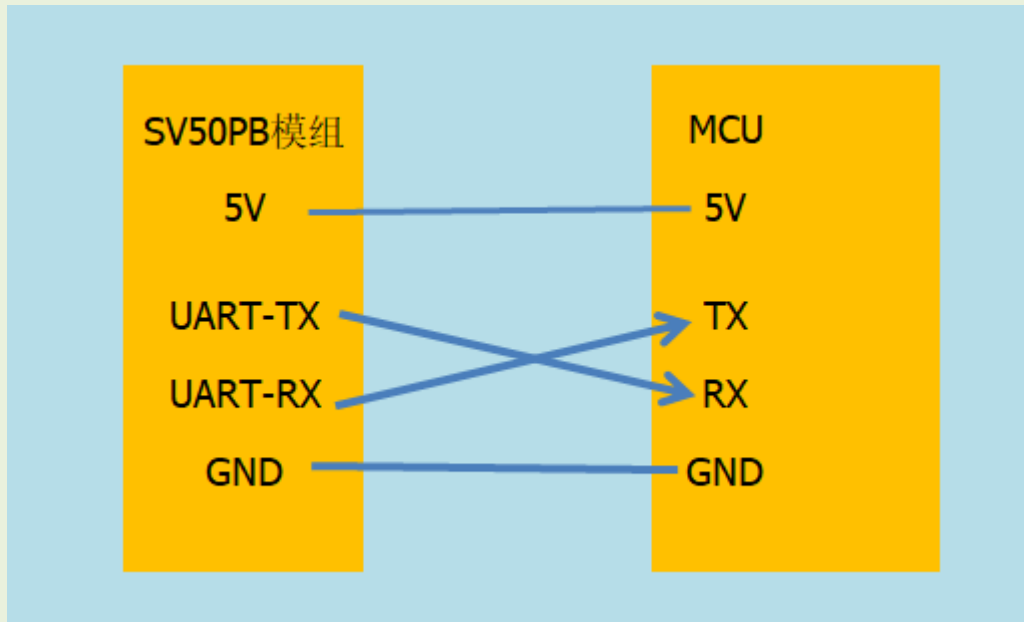 SV50PB模组
5V
UART-TX
UART-RX
GND
MCU
5V
TX
RX
GND